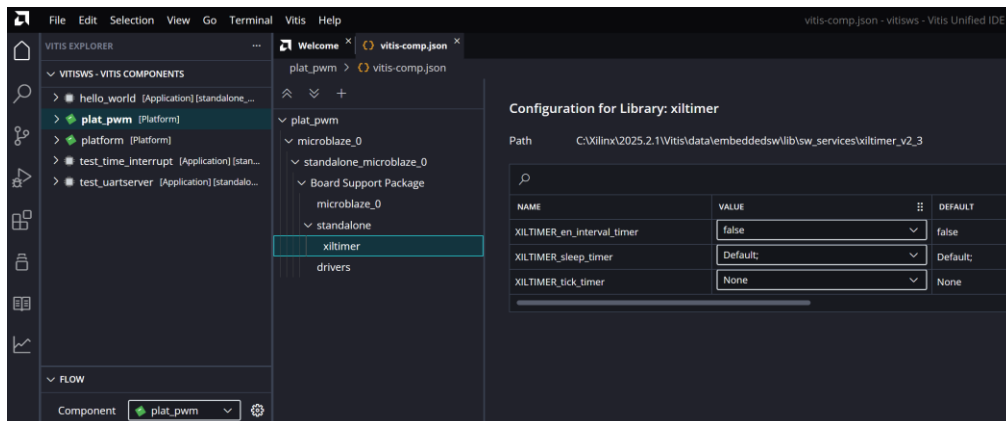 File Edit Selection View Go Terminal Vitis Help
vitis-comp.json - vitisws - Vitis Unified IDE
VITIS EXPLORER ...
VITISWS - VITIS COMPONENTS
hello_world [Application] [standalone_...
plat_pwm [Platform]
platform [Platform]
test_time_interrupt [Application] [stan...
test_uartserver [Application] [standalo...
FLOW
Component plat_pwm
Welcome
{} vitis-comp.json
plat_pwm > {} vitis-comp.json
plat_pwm
microblaze_0
standalone_microblaze_0
Board Support Package
microblaze_0
standalone
xiltimer
drivers
Configuration for Library: xiltimer
Path C:\Xilinx\2025.2.1\Vitis\data\embeddedsw\lib\sw_services\xiltimer_v2_3
NAME VALUE DEFAULT
XILTIMER_en_interval_timer false false
XILTIMER_sleep_timer Default; Default;
XILTIMER_tick_timer None None